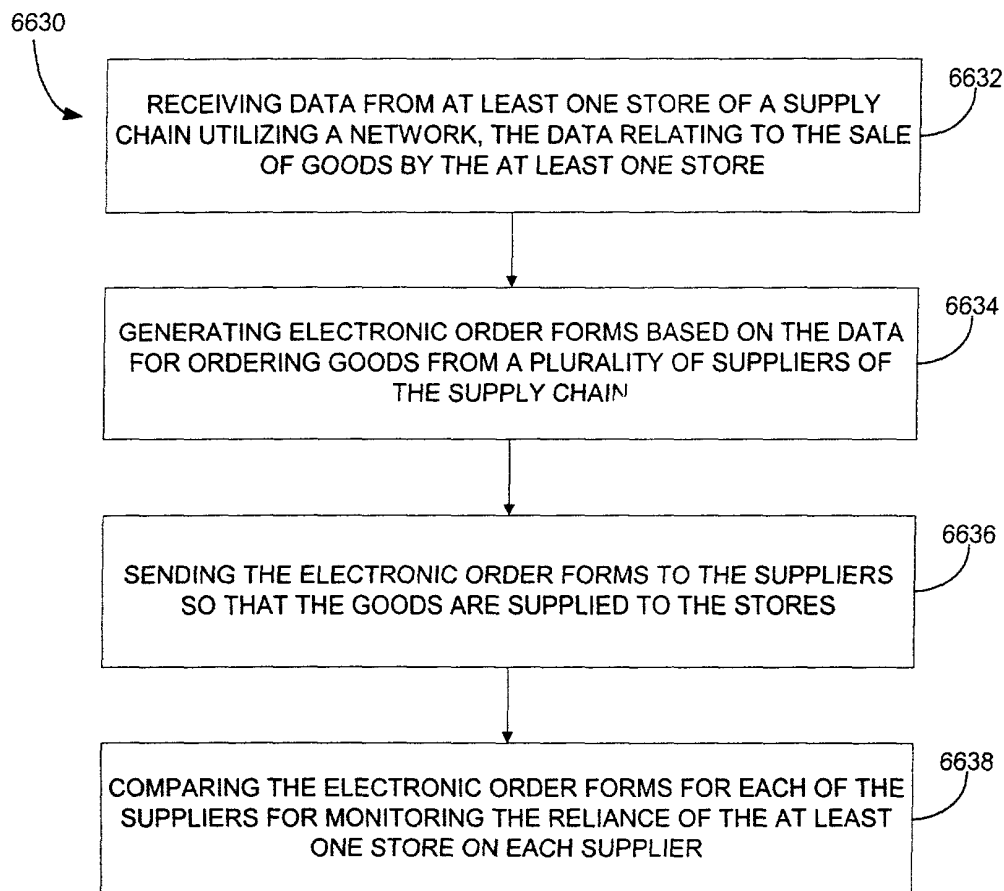 6630
6632
RECEIVING DATA FROM AT LEAST ONE STORE OF A SUPPLY
CHAIN UTILIZING A NETWORK, THE DATA RELATING TO THE SALE
OF GOODS BY THE AT LEAST ONE STORE
6634
GENERATING ELECTRONIC ORDER FORMS BASED ON THE DATA
FOR ORDERING GOODS FROM A PLURALITY OF SUPPLIERS OF
THE SUPPLY CHAIN
6636
SENDING THE ELECTRONIC ORDER FORMS TO THE SUPPLIERS
SO THAT THE GOODS ARE SUPPLIED TO THE STORES
6638
COMPARING THE ELECTRONIC ORDER FORMS FOR EACH OF THE
SUPPLIERS FOR MONITORING THE RELIANCE OF THE AT LEAST
ONE STORE ON EACH SUPPLIER